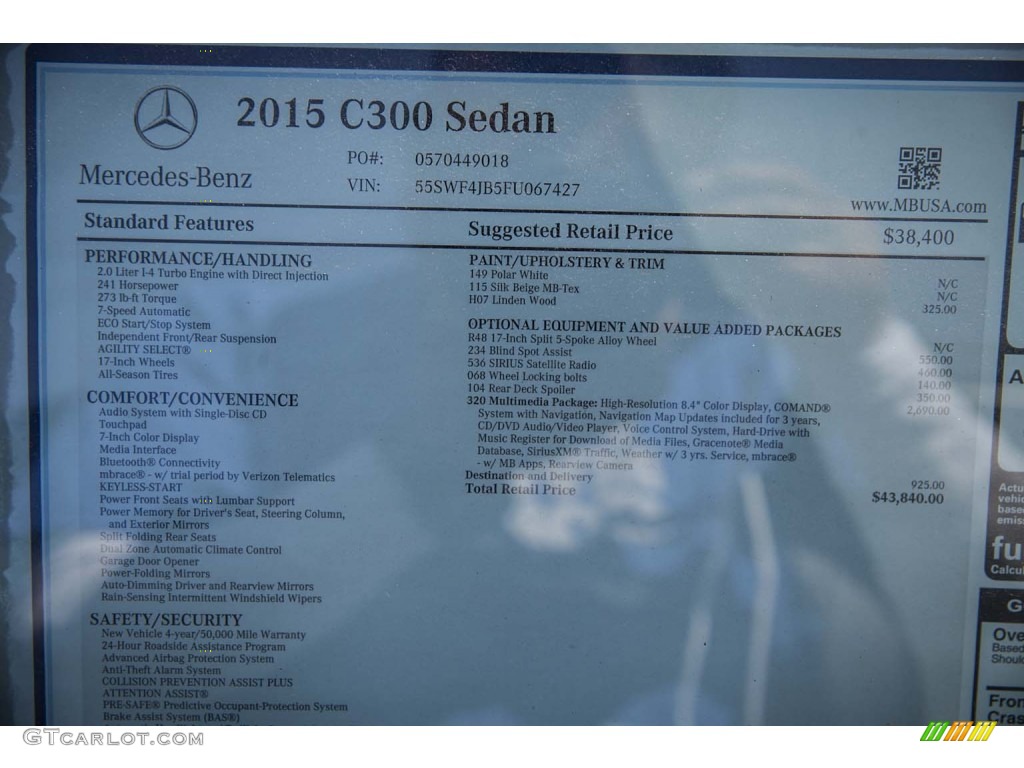 2015 C300 Sedan
Mercedes-Benz
PO#: 0570449018
VIN: 55SWF4JB5FU067427
www.MBUSA.com
Standard Features
Suggested Retail Price $38,400
PERFORMANCE/HANDLING
2.0 Liter I-4 Turbo Engine with Direct Injection
241 Horsepower
273 lb-ft Torque
7-Speed Automatic
ECO Start/Stop System
Independent Front/Rear Suspension
AGILITY SELECT®
17-Inch Wheels
All-Season Tires
COMFORT/CONVENIENCE
Audio System with Single-Disc CD
Touchpad
7-Inch Color Display
Media Interface
Bluetooth® Connectivity
mbrace® - w/ trial period by Verizon Telematics
KEYLESS-START
Power Front Seats with Lumbar Support
Power Memory for Driver's Seat, Steering Column,
and Exterior Mirrors
Split Folding Rear Seats
Dual Zone Automatic Climate Control
Garage Door Opener
Power-Folding Mirrors
Auto-Dimming Driver and Rearview Mirrors
Rain-Sensing Intermittent Windshield Wipers
SAFETY/SECURITY
New Vehicle 4-year/50,000 Mile Warranty
24-Hour Roadside Assistance Program
Advanced Airbag Protection System
Anti-Theft Alarm System
COLLISION PREVENTION ASSIST PLUS
ATTENTION ASSIST®
PRE-SAFE® Predictive Occupant-Protection System
Brake Assist System (BAS)
PAINT/UPHOLSTERY & TRIM
149 Polar White N/C
115 Silk Beige MB-Tex N/C
H07 Linden Wood 325.00
OPTIONAL EQUIPMENT AND VALUE ADDED PACKAGES
R48 17-Inch Split 5-Spoke Alloy Wheel N/C
234 Blind Spot Assist 550.00
536 SIRIUS Satellite Radio 460.00
068 Wheel Locking bolts 140.00
104 Rear Deck Spoiler 350.00
320 Multimedia Package: High-Resolution 8.4" Color Display, COMAND® 2,690.00
System with Navigation, Navigation Map Updates included for 3 years,
CD/DVD Audio/Video Player, Voice Control System, Hard-Drive with
Music Register for Download of Media Files, Gracenote® Media
Database, SiriusXM® Traffic, Weather w/ 3 yrs. Service, mbrace®
- w/ MB Apps, Rearview Camera
Destination and Delivery 925.00
Total Retail Price $43,840.00
A
Actu
vehic
base
emis
fu
Calcu
G
Ove
Based
Shoul
Fron
Cras
GTcarlot.com